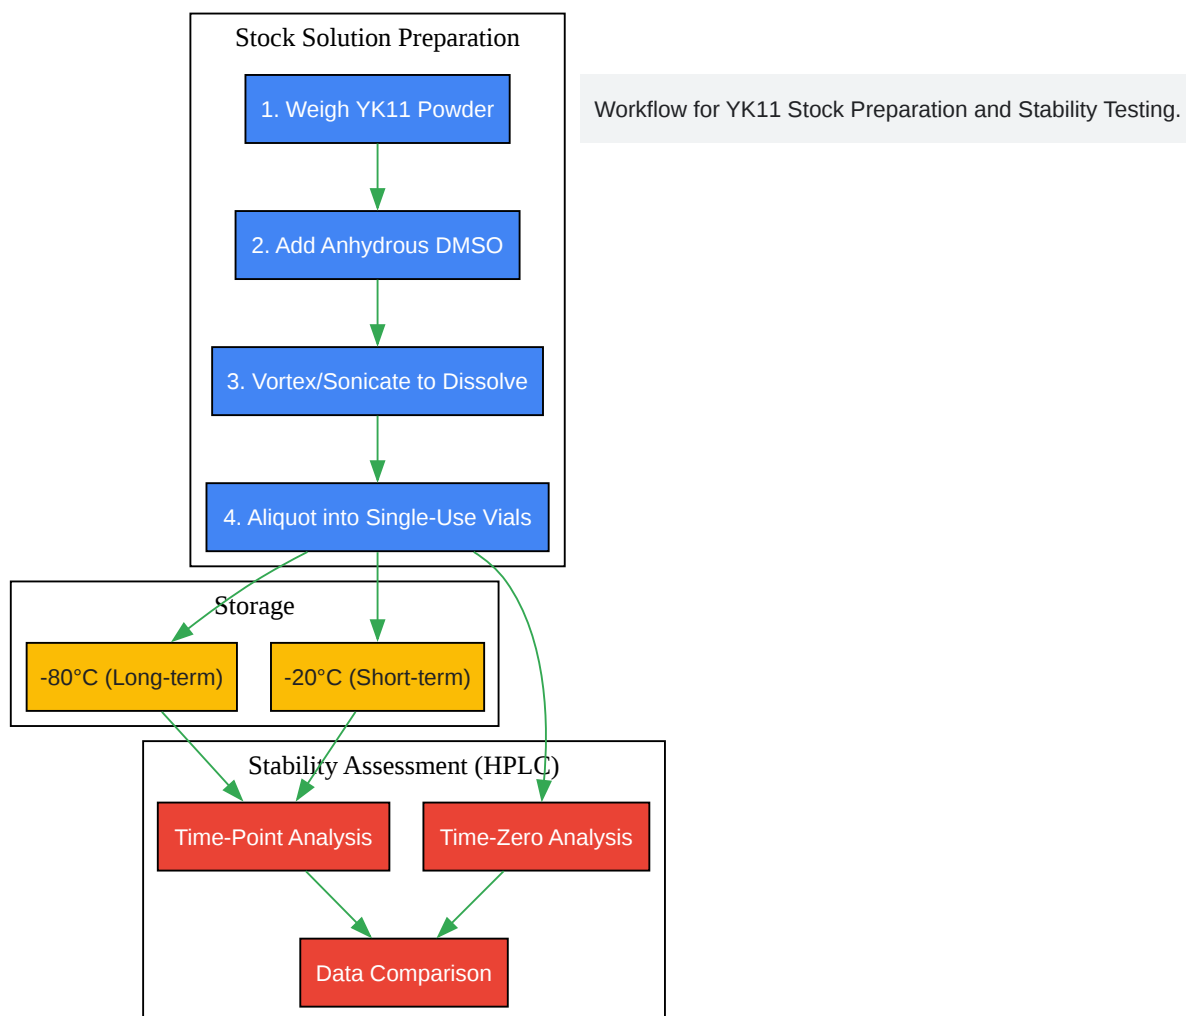 Stock Solution Preparation
1. Weigh YK11 Powder
Workflow for YK11 Stock Preparation and Stability Testing.
2. Add Anhydrous DMSO
3. Vortex/Sonicate to Dissolve
4. Aliquot into Single-Use Vials
Storage
-80°C (Long-term)
-20°C (Short-term)
Stability Assessment (HPLC)
Time-Point Analysis
Time-Zero Analysis
Data Comparison